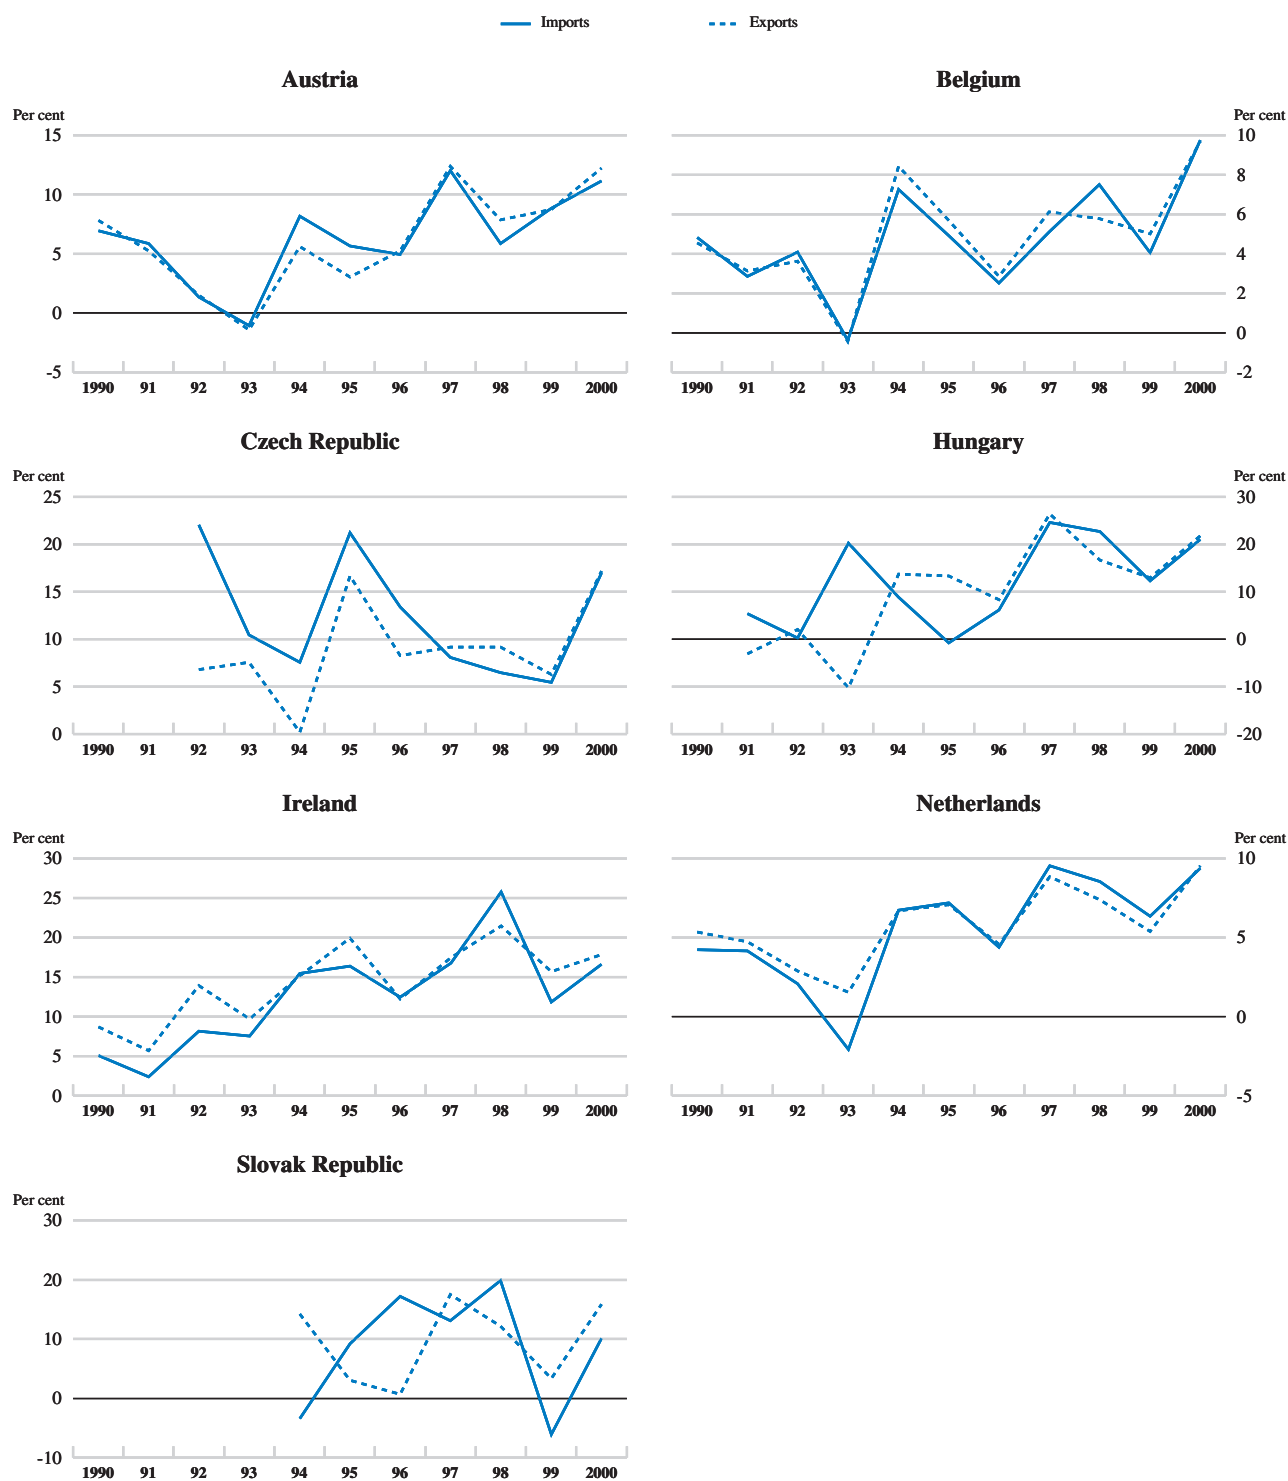 Imports Exports
Austria Belgium
Per cent Per cent
15 10
10 8
5 6
0 4
-5 2
0
-2
1990 91 92 93 94 95 96 97 98 99 2000 1990 91 92 93 94 95 96 97 98 99 2000
Czech Republic Hungary
Per cent Per cent
25 30
20 20
15 10
10 0
5 -10
0 -20
1990 91 92 93 94 95 96 97 98 99 2000 1990 91 92 93 94 95 96 97 98 99 2000
Ireland Netherlands
Per cent Per cent
30 10
25
20 5
15
10 0
5
0 -5
1990 91 92 93 94 95 96 97 98 99 2000 1990 91 92 93 94 95 96 97 98 99 2000
Slovak Republic
Per cent
30
20
10
0
-10
1990 91 92 93 94 95 96 97 98 99 2000